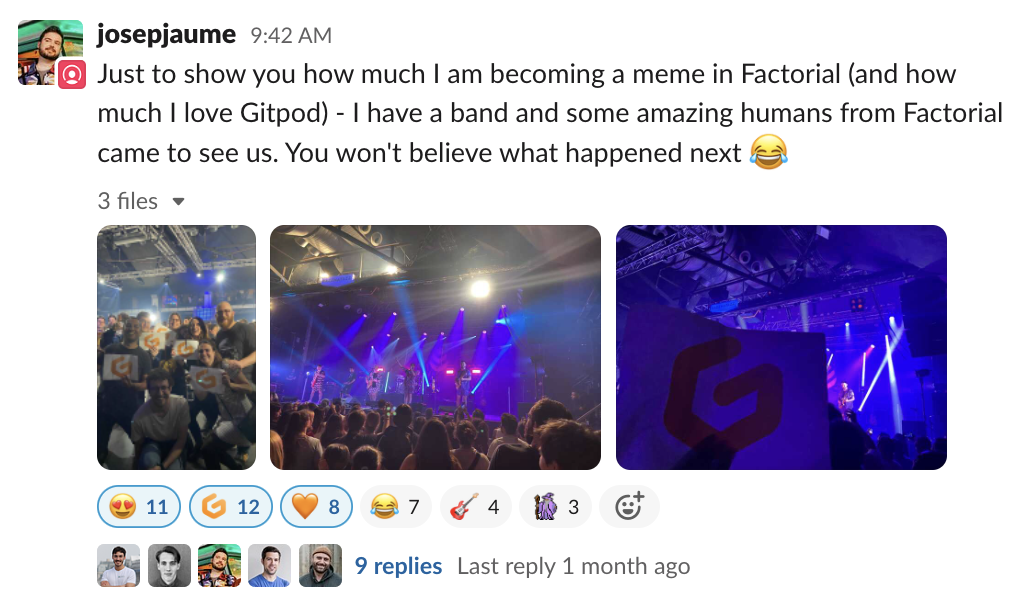 josepjaume 9:42 AM
Just to show you how much I am becoming a meme in Factorial (and how
much I love Gitpod) - I have a band and some amazing humans from Factorial
came to see us. You won't believe what happened next 😂
3 files
11 12 8 7 4 3
9 replies Last reply 1 month ago